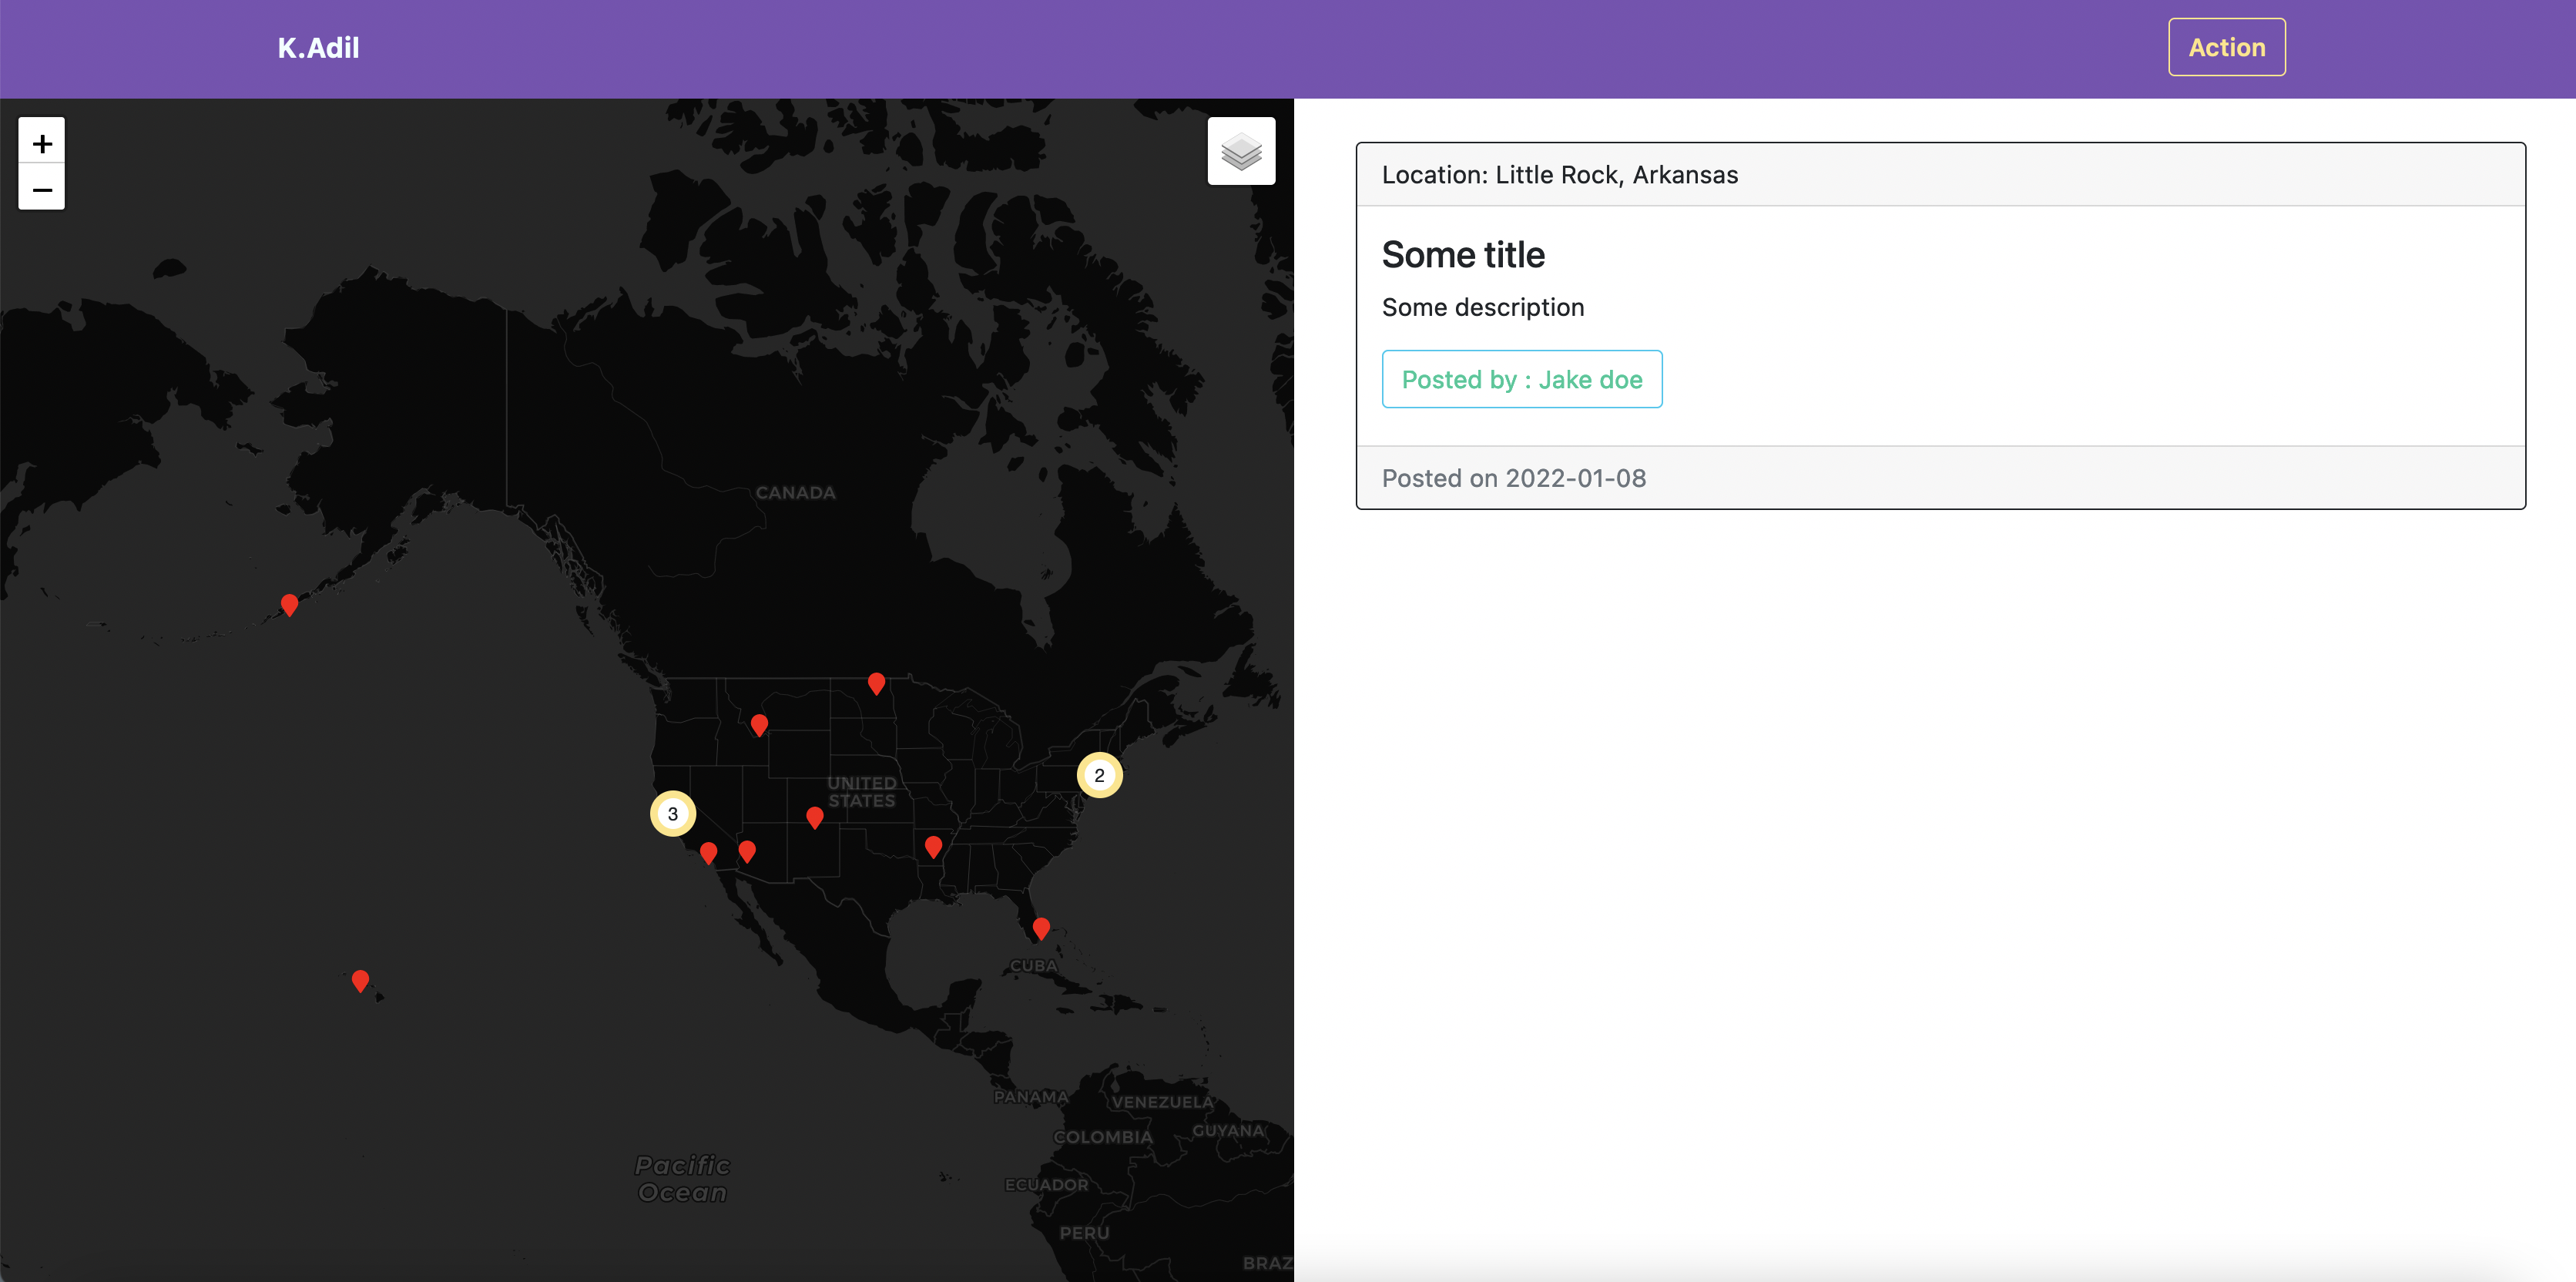 K.Adil
Action
+
−
CANADA
UNITED
STATES
3
2
CUBA
PANAMA
VENEZUELA
COLOMBIA
GUYANA
Pacific
Ocean
ECUADOR
PERU
BRAZ
Location: Little Rock, Arkansas
Some title
Some description
Posted by : Jake doe
Posted on 2022-01-08